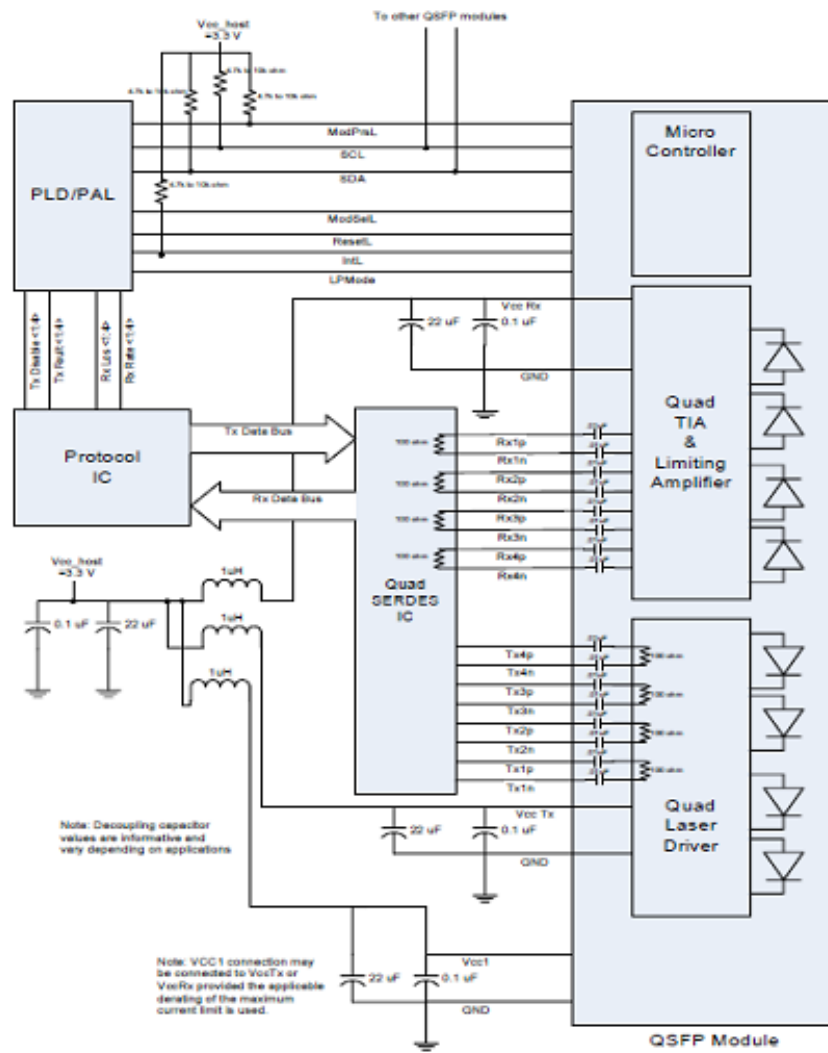 To other QSFP modules
Vcc_host
+3.3 V
4.7k to 10k ohm
4.7k to 10k ohm
4.7k to 10k ohm
ModPrsL
SCL
SDA
PLD/PAL
4.7k to 10k ohm
ModSelL
ResetL
IntL
LPMode
Micro
Controller
Tx Disable <1:4>
Tx Fault <1:4>
Rx Los <1:4>
Rx Rate <1:4>
22 uF
Vcc Rx
0.1 uF
GND
Quad
TIA
&
Limiting
Amplifier
Protocol
IC
Tx Data Bus
Rx Data Bus
100 ohm
100 ohm
100 ohm
100 ohm
Rx1p
Rx1n
Rx2p
Rx2n
Rx3p
Rx3n
Rx4p
Rx4n
Quad
SERDES
IC
Vcc_host
+3.3 V
1uH
1uH
1uH
0.1 uF
22 uF
Tx4p
Tx4n
Tx3p
Tx3n
Tx2p
Tx2n
Tx1p
Tx1n
100 ohm
100 ohm
100 ohm
100 ohm
Quad
Laser
Driver
Vcc Tx
22 uF
0.1 uF
GND
Note: Decoupling capacitor
values are informative and
vary depending on applications
Note: VCC1 connection may
be connected to VccTx or
VccRx provided the applicable
derating of the maximum
current limit is used.
22 uF
Vcc1
0.1 uF
GND
QSFP Module